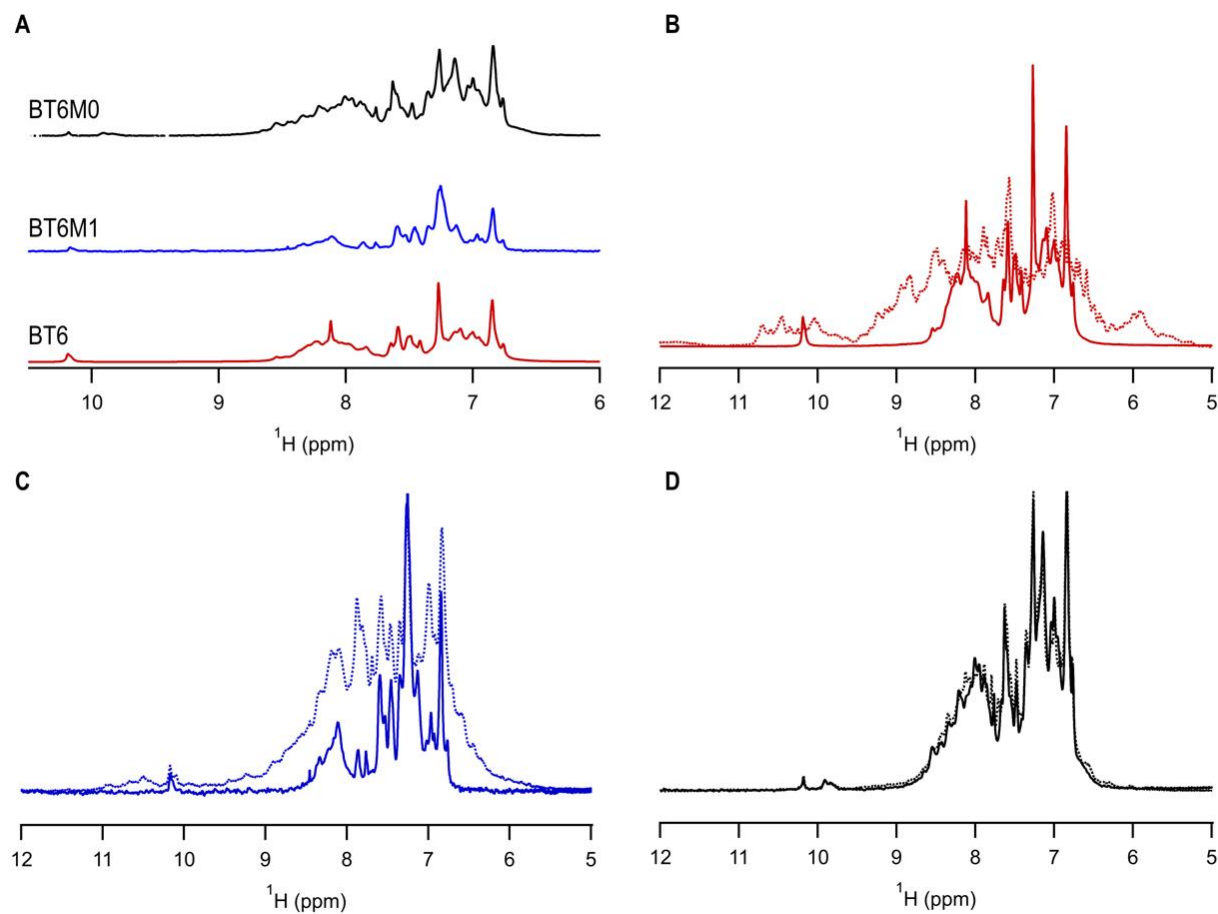 A
BT6M0
BT6M1
BT6
10 9 8 7 6
¹H (ppm)
B
12 11 10 9 8 7 6 5
¹H (ppm)
C
12 11 10 9 8 7 6 5
¹H (ppm)
D
12 11 10 9 8 7 6 5
¹H (ppm)